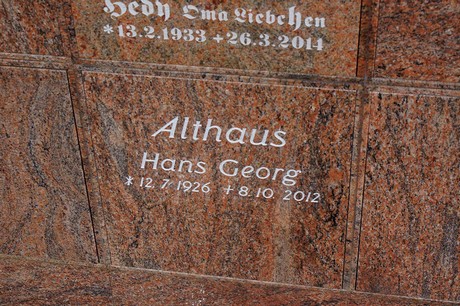 Hedy Oma Liebchen
*13.2.1933 +26.3.2014
Althaus
Hans Georg
* 12.7.1926 +8.10.2012